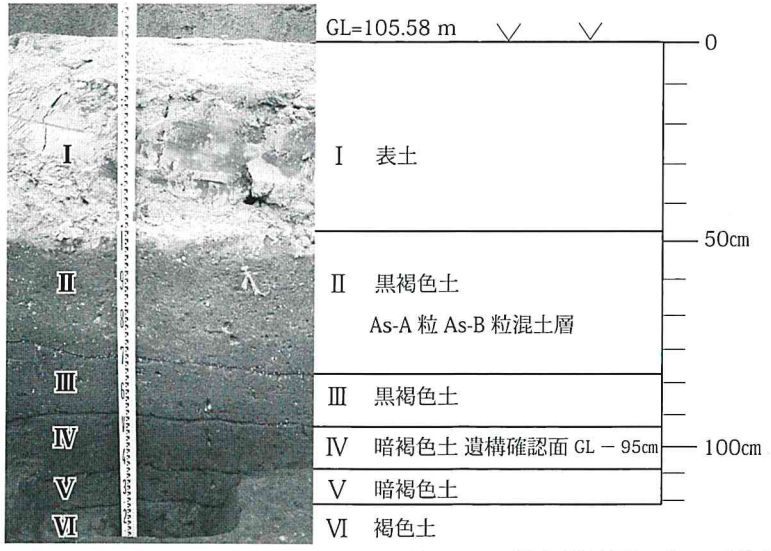 GL=105.58 m
0
Ⅰ
Ⅰ 表土
50cm
Ⅱ
Ⅱ 黒褐色土
As-A 粒 As-B 粒混土層
Ⅲ
Ⅲ 黒褐色土
Ⅳ
Ⅳ 暗褐色土 遺構確認面 GL − 95cm
100cm
Ⅴ
Ⅴ 暗褐色土
Ⅵ
Ⅵ 褐色土